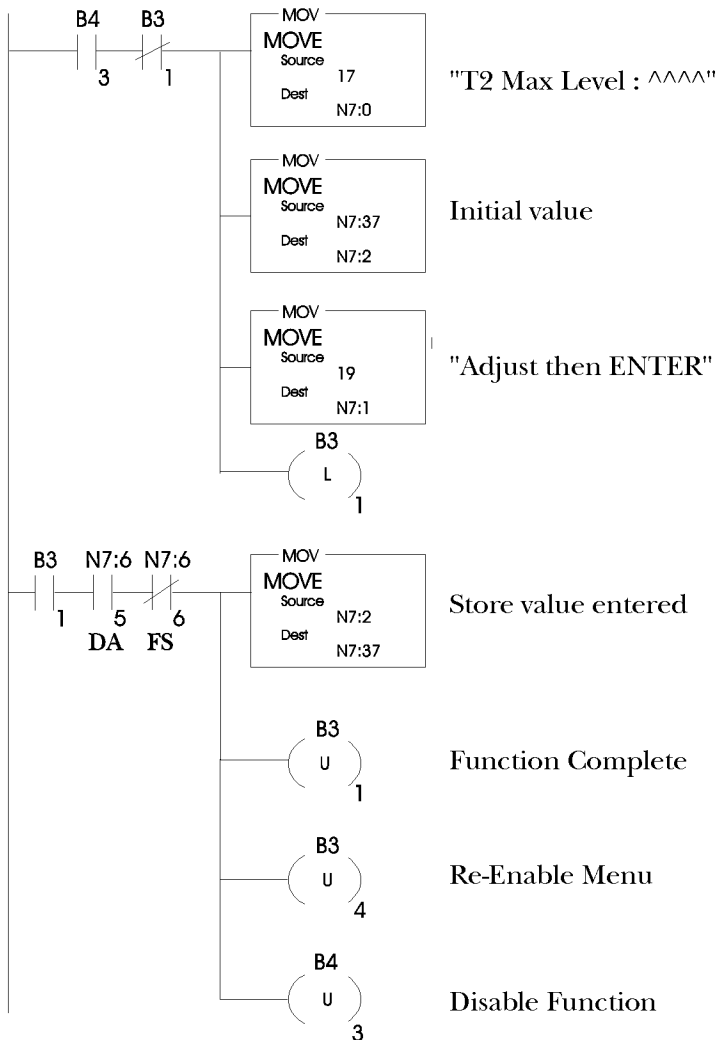 B4 B3
3 1
MOV
MOVE
Source
17
Dest
N7:0
"T2 Max Level : ^^^^"
MOV
MOVE
Source
N7:37
Dest
N7:2
Initial value
MOV
MOVE
Source
19
Dest
N7:1
"Adjust then ENTER"
B3
L
1
B3 N7:6 N7:6
1 5 6
DA FS
MOV
MOVE
Source
N7:2
Dest
N7:37
Store value entered
B3
U
1
Function Complete
B3
U
4
Re-Enable Menu
B4
U
3
Disable Function